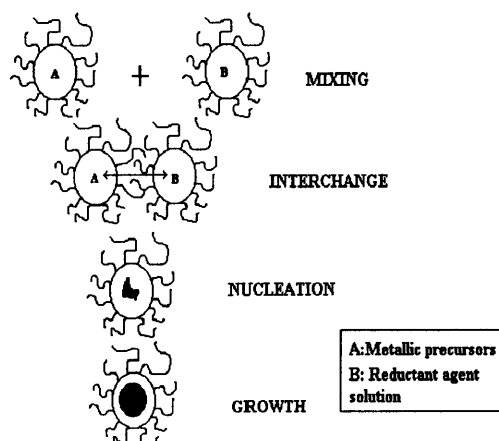 A
+
B
MIXING
A
B
INTERCHANGE
NUCLEATION
A:Metallic precursors
B: Reductant agent
solution
GROWTH